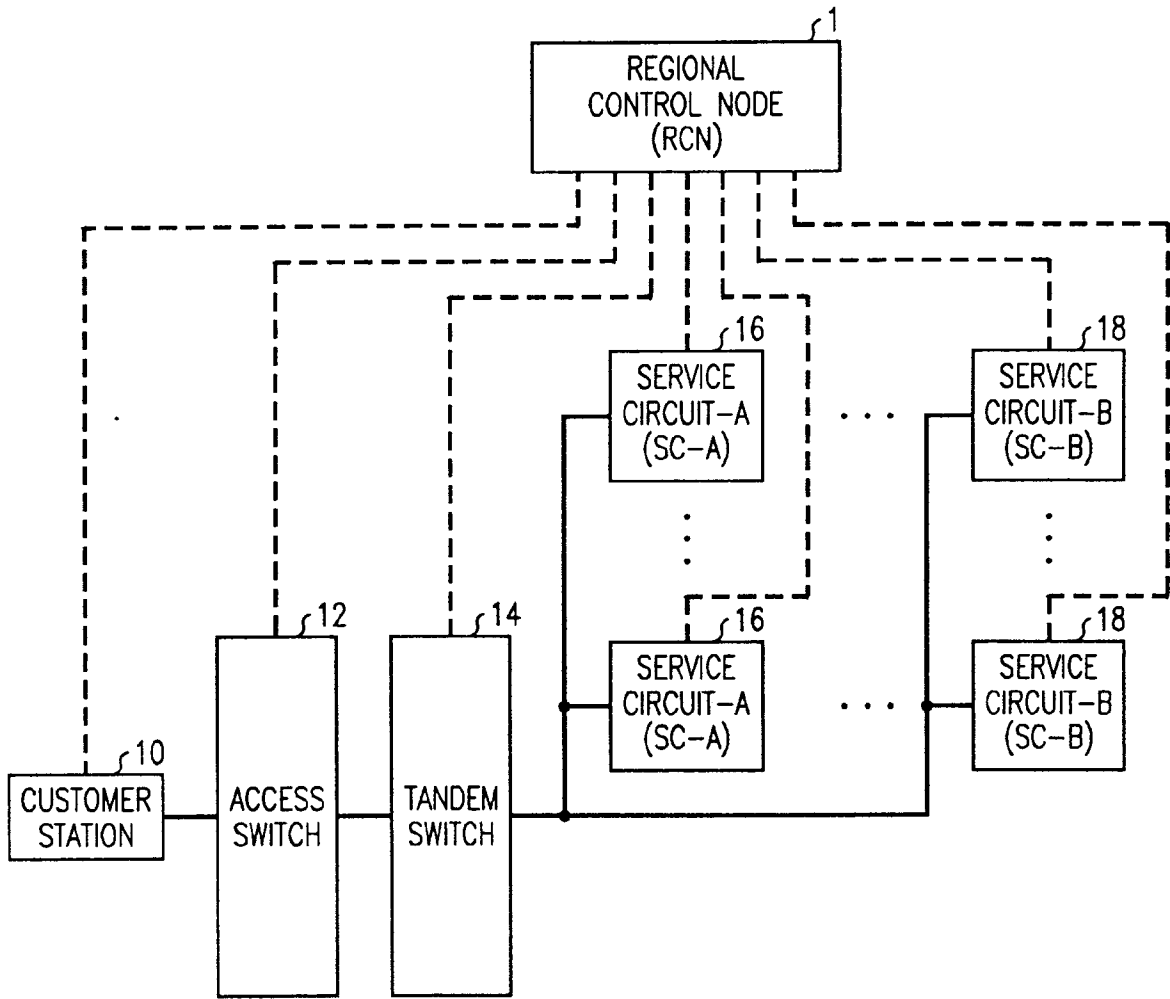 1
REGIONAL
CONTROL NODE
(RCN)
16
SERVICE
CIRCUIT-A
(SC-A)
. . .
18
SERVICE
CIRCUIT-B
(SC-B)
12
ACCESS
SWITCH
14
TANDEM
SWITCH
16
SERVICE
CIRCUIT-A
(SC-A)
. . .
18
SERVICE
CIRCUIT-B
(SC-B)
10
CUSTOMER
STATION